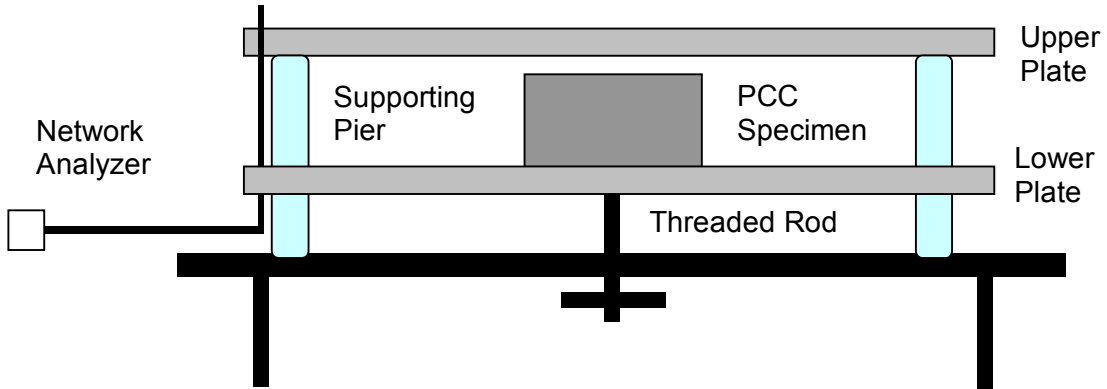 Upper
Plate
Supporting
Pier
PCC
Specimen
Network
Analyzer
Lower
Plate
Threaded Rod